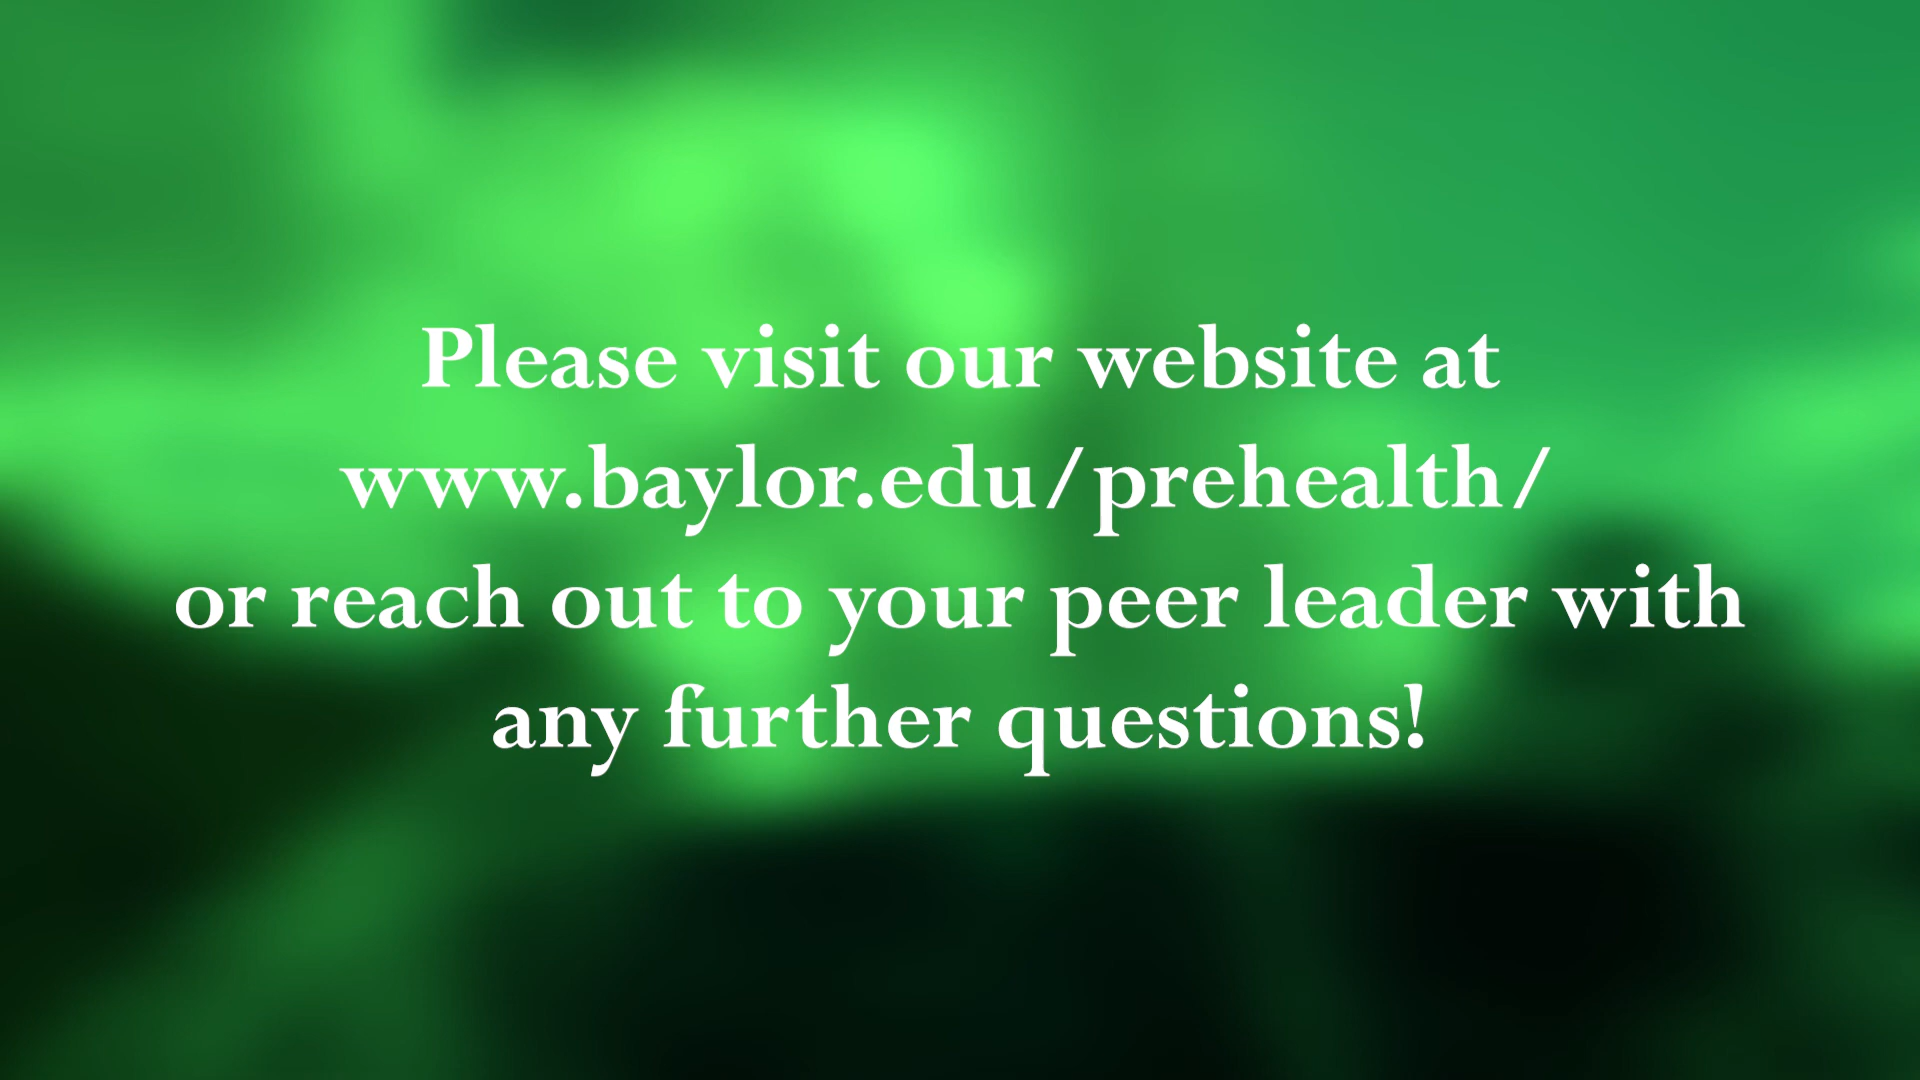 Please visit our website at
www.baylor.edu/prehealth/
or reach out to your peer leader with
any further questions!